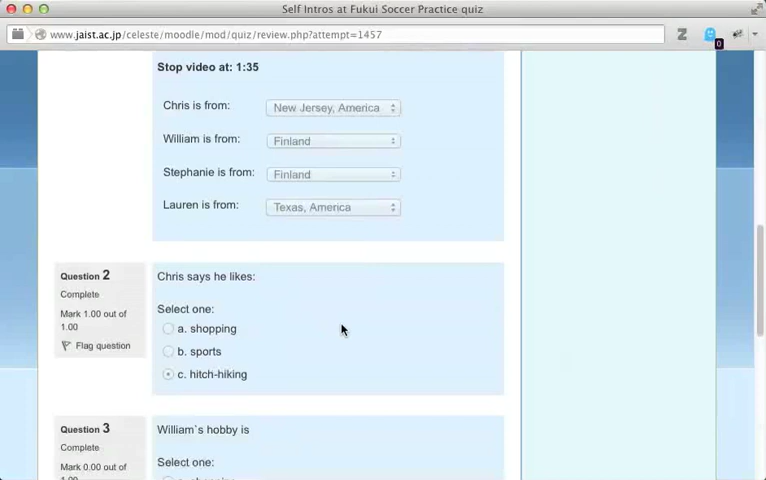 Self Intros at Fukui Soccer Practice quiz
www.jaist.ac.jp/celeste/moodle/mod/quiz/review.php?attempt=1457
Z
0
Stop video at: 1:35
Chris is from: New Jersey, America
William is from: Finland
Stephanie is from: Finland
Lauren is from: Texas, America
Question 2
Complete
Mark 1.00 out of
1.00
Flag question
Chris says he likes:
Select one:
a. shopping
b. sports
c. hitch-hiking
Question 3
Complete
Mark 0.00 out of
William`s hobby is
Select one: